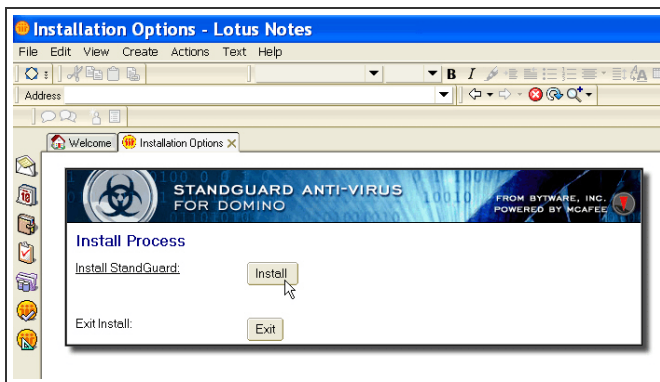 Installation Options - Lotus Notes
File Edit View Create Actions Text Help
B I
Address
Welcome Installation Options
STANDGUARD ANTI-VIRUS
FOR DOMINO
10010
FROM BYTWARE, INC.
POWERED BY MCAFEE
Install Process
Install StandGuard: Install
Exit Install: Exit